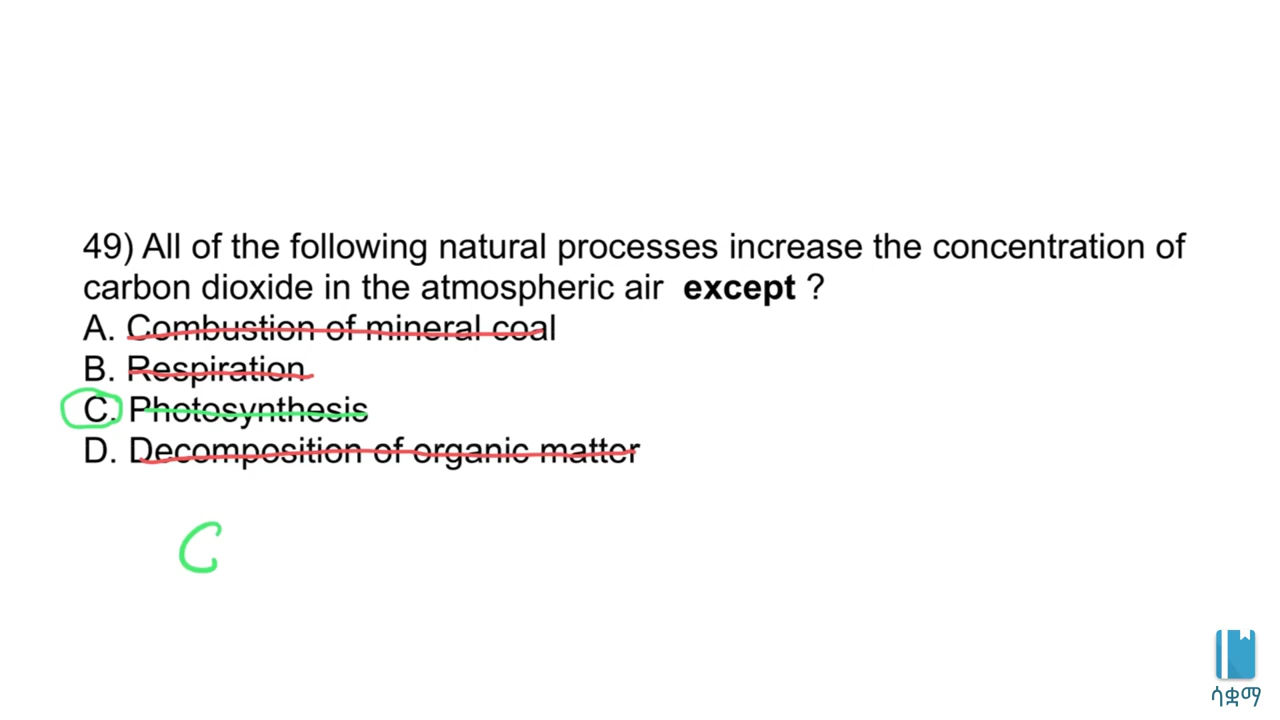 49) All of the following natural processes increase the concentration of
carbon dioxide in the atmospheric air except ?
A. Combustion of mineral coal
B. Respiration
C. Photosynthesis
D. Decomposition of organic matter
C
ሳቋማ